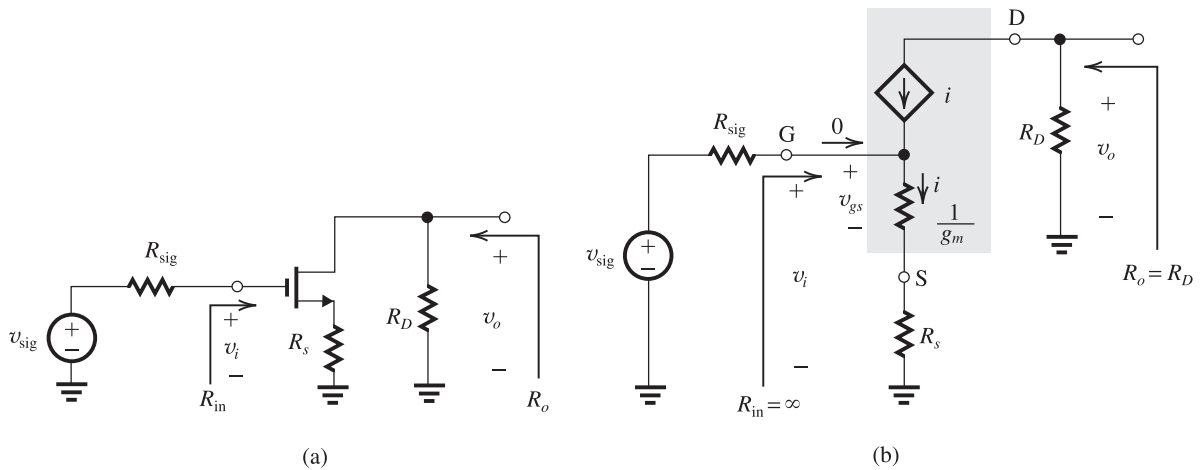 R_sig
v_sig
+
−
+
v_i
−
R_in
R_s
R_D
+
v_o
−
R_o
(a)
D
i
R_sig
G
0
+
v_gs
−
i
1/g_m
+
v_i
−
v_sig
+
−
S
R_s
R_in = ∞
R_D
+
v_o
−
R_o = R_D
(b)